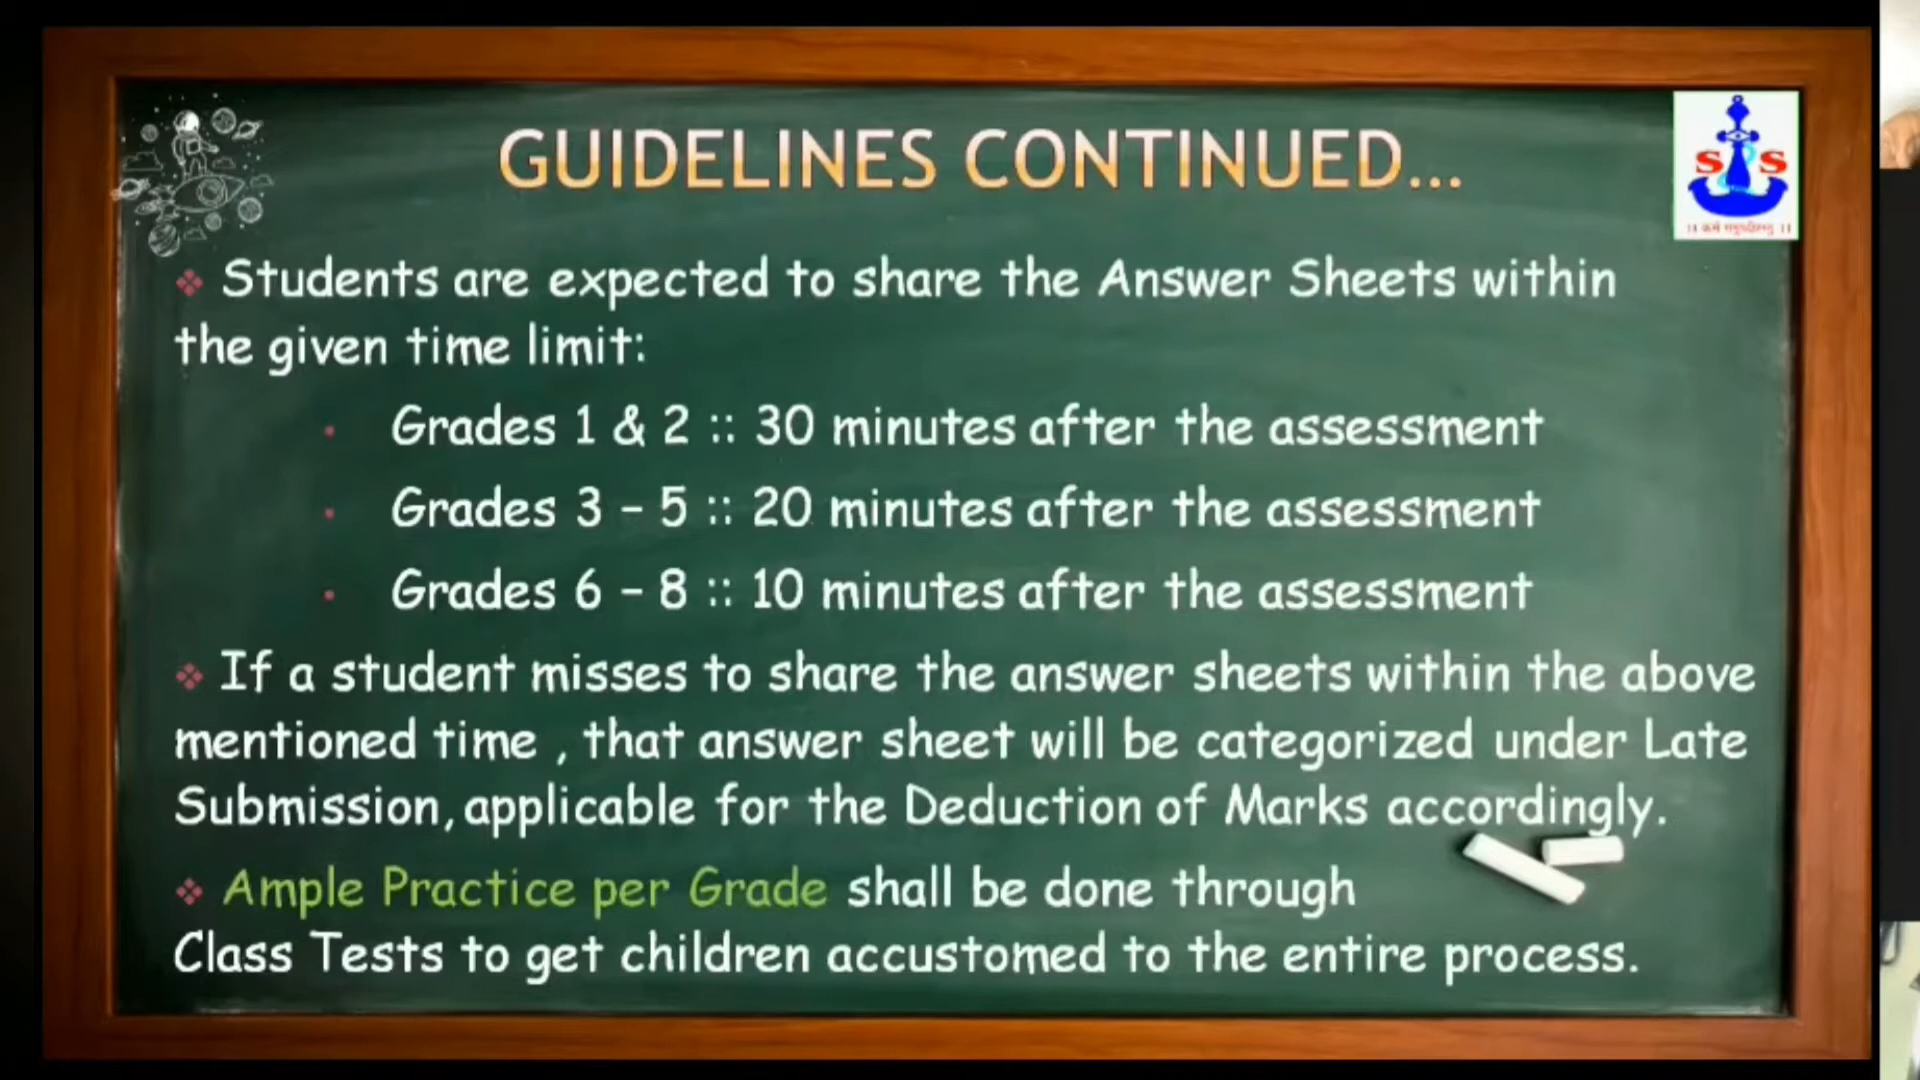 GUIDELINES CONTINUED...
S S
Students are expected to share the Answer Sheets within
the given time limit:
Grades 1 & 2 :: 30 minutes after the assessment
Grades 3 – 5 :: 20 minutes after the assessment
Grades 6 – 8 :: 10 minutes after the assessment
If a student misses to share the answer sheets within the above
mentioned time , that answer sheet will be categorized under Late
Submission, applicable for the Deduction of Marks accordingly.
Ample Practice per Grade shall be done through
Class Tests to get children accustomed to the entire process.